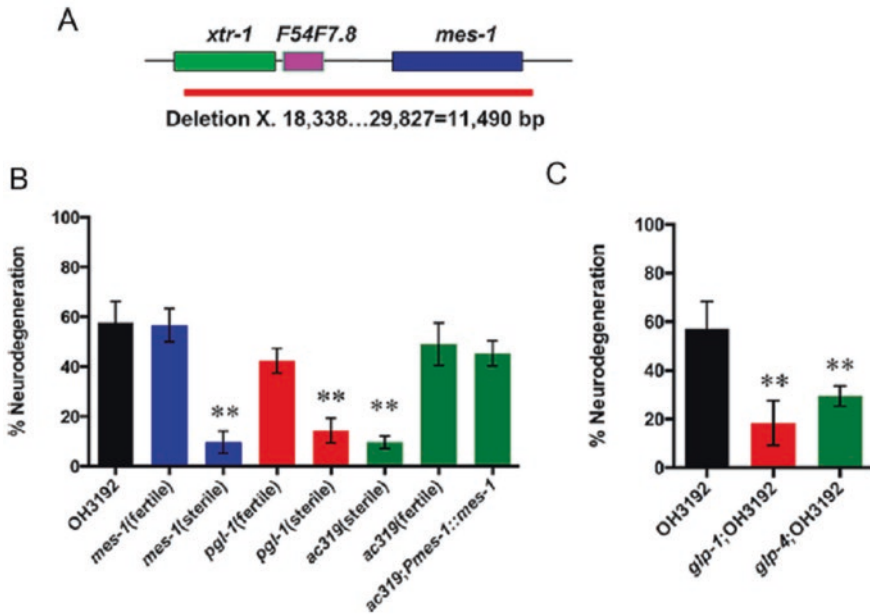 A
xtr-1 F54F7.8 mes-1
Deletion X. 18,338...29,827=11,490 bp
B
% Neurodegeneration
100
80
60
40
20
0
** ** **
OH3192
mes-1(fertile)
mes-1(sterile)
pgl-1(fertile)
pgl-1(sterile)
ac319(sterile)
ac319(fertile)
ac319;Pmes-1::mes-1
C
% Neurodegeneration
100
80
60
40
20
0
** **
OH3192
glp-1;OH3192
glp-4;OH3192